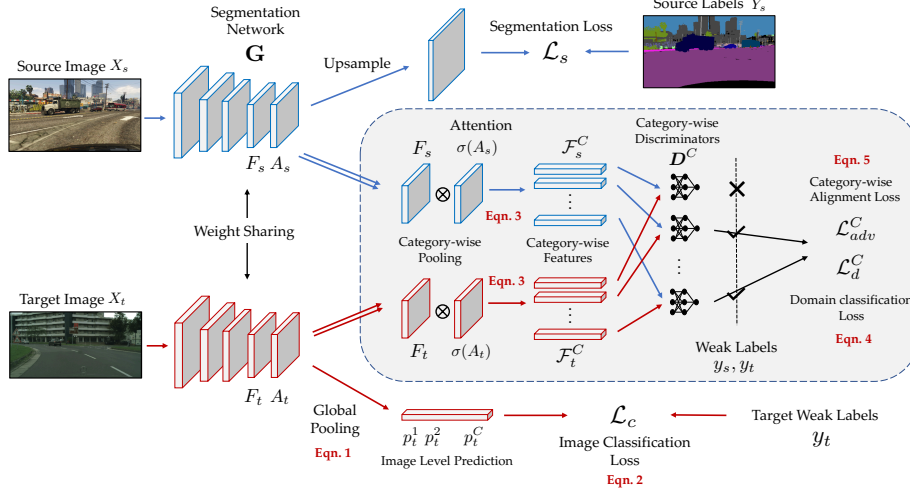 Segmentation
Network
G
Source Image X_s
Upsample
Segmentation Loss
ℒ_s
Source Labels Y_s
F_s A_s
Attention
F_s σ(A_s)
⊗
Eqn. 3
Category-wise
Pooling
ℱ_s^C
⋮
Category-wise
Features
Category-wise
Discriminators
D^C
⋮
Eqn. 5
Category-wise
Alignment Loss
ℒ_adv^C
ℒ_d^C
Domain classification
Loss
Eqn. 4
Weight Sharing
Target Image X_t
F_t A_t
⊗
Eqn. 3
F_t σ(A_t)
⋮
ℱ_t^C
Weak Labels
y_s, y_t
Global
Pooling
Eqn. 1
p_t^1 p_t^2 p_t^C
Image Level Prediction
ℒ_c
Image Classification
Loss
Eqn. 2
Target Weak Labels
y_t